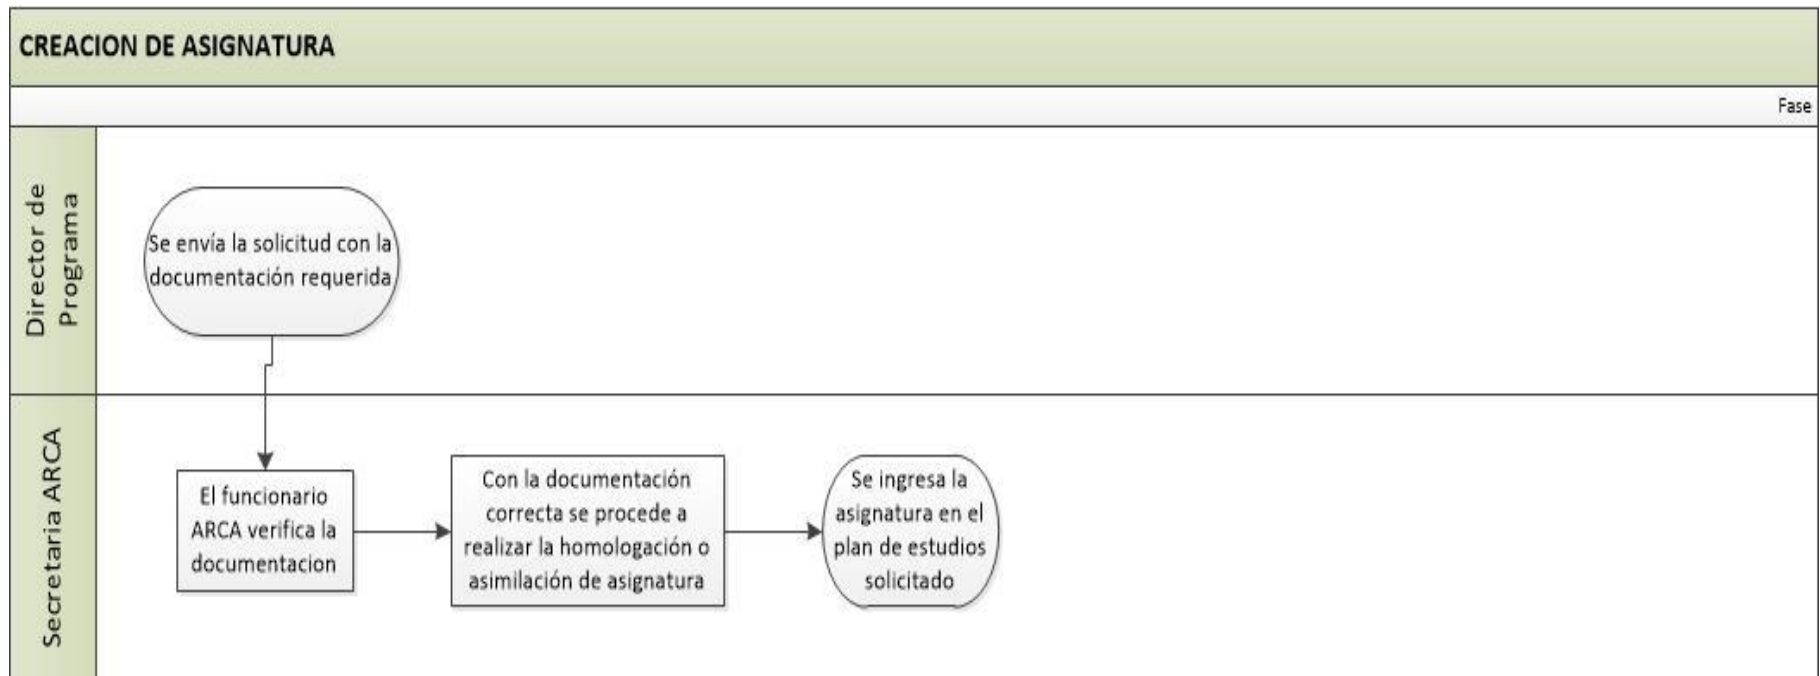 CREACION DE ASIGNATURA
Fase
Director de
Programa
Se envía la solicitud con la
documentación requerida
Secretaria ARCA
El funcionario
ARCA verifica la
documentacion
Con la documentación
correcta se procede a
realizar la homologación o
asimilación de asignatura
Se ingresa la
asignatura en el
plan de estudios
solicitado